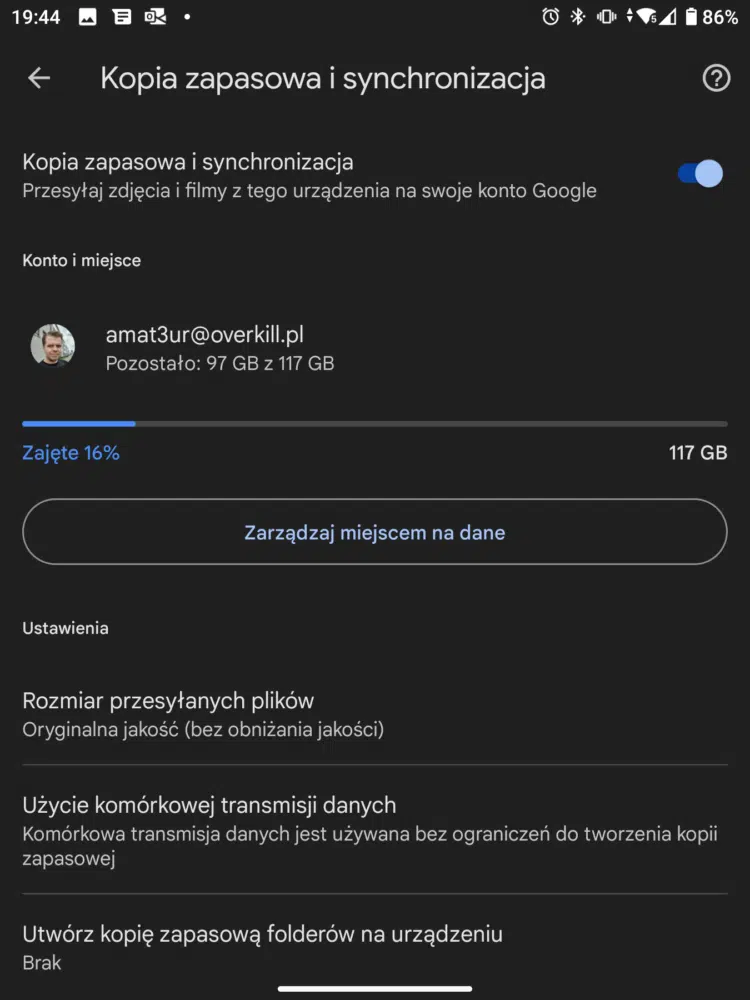 19:44
86%
Kopia zapasowa i synchronizacja
Kopia zapasowa i synchronizacja
Przesyłaj zdjęcia i filmy z tego urządzenia na swoje konto Google
Konto i miejsce
amat3ur@overkill.pl
Pozostało: 97 GB z 117 GB
Zajęte 16%
117 GB
Zarządzaj miejscem na dane
Ustawienia
Rozmiar przesyłanych plików
Oryginalna jakość (bez obniżania jakości)
Użycie komórkowej transmisji danych
Komórkowa transmisja danych jest używana bez ograniczeń do tworzenia kopii
zapasowej
Utwórz kopię zapasową folderów na urządzeniu
Brak